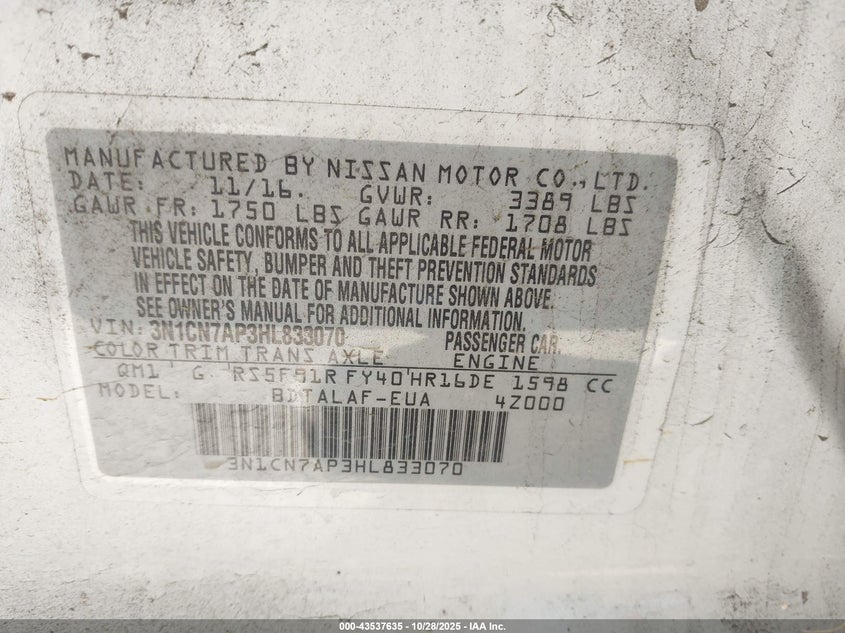 MANUFACTURED BY NISSAN MOTOR CO., LTD.
DATE: 11/16. GVWR: 3389 LBS
GAWR FR: 1750 LBS GAWR RR: 1708 LBS
THIS VEHICLE CONFORMS TO ALL APPLICABLE FEDERAL MOTOR
VEHICLE SAFETY, BUMPER AND THEFT PREVENTION STANDARDS
IN EFFECT ON THE DATE OF MANUFACTURE SHOWN ABOVE.
SEE OWNER'S MANUAL FOR ADDITIONAL INFORMATION.
VIN: 3N1CN7AP3HL833070 PASSENGER CAR.
COLOR TRIM TRANS AXLE ENGINE
QM1 G. RS5F91R FY40 HR16DE 1598 CC
MODEL: BDTALAF-EUA 4Z000
3N1CN7AP3HL833070
000-43537635 - 10/28/2025 - IAA Inc.